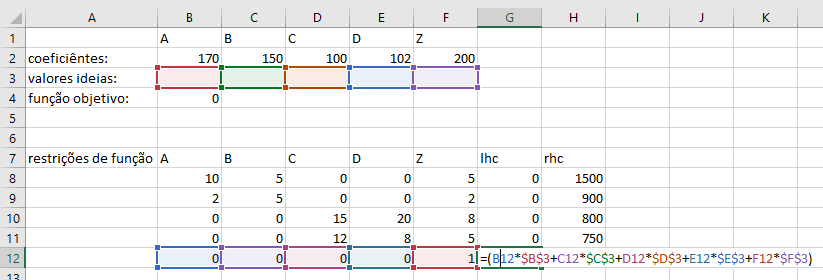 A B C D E F G H I J K
1 A B C D Z
2 coeficiêntes: 170 150 100 102 200
3 valores ideias:
4 função objetivo: 0
5
6
7 restrições de função A B C D Z lhc rhc
8 10 5 0 0 5 0 1500
9 2 5 0 0 2 0 900
10 0 0 15 20 8 0 800
11 0 0 12 8 5 0 750
12 0 0 0 0 1 =(B12*$B$3+C12*$C$3+D12*$D$3+E12*$E$3+F12*$F$3)
13